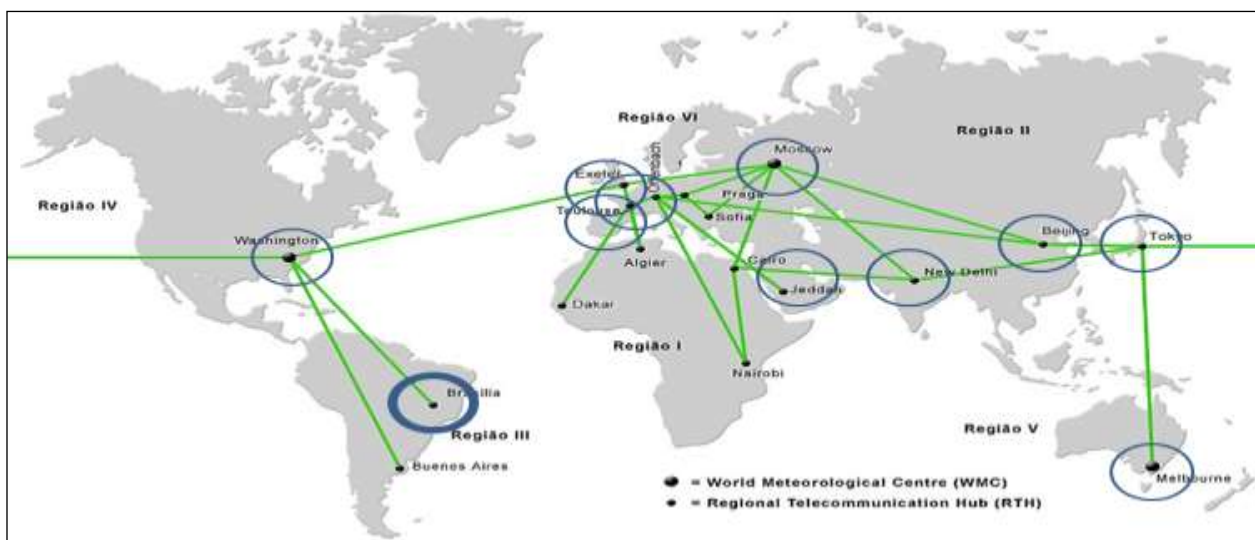 Região VI
Região II
Moscow
Exeter
Offenbach
Região IV
Praga
Toulouse
Sofia
Washington
Beijing
Tokyo
Algier
Cairo
New Delhi
Jeddah
Dakar
Região I
Nairobi
Brasília
Região V
Região III
Buenos Aires
= World Meteorological Centre (WMC)
Melbourne
= Regional Telecommunication Hub (RTH)